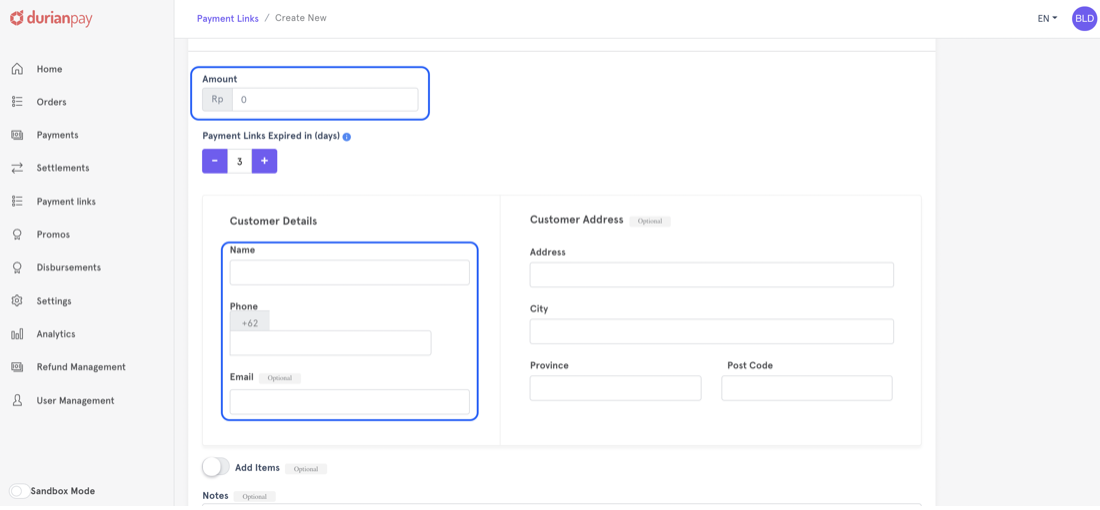 durianpay
Payment Links / Create New
EN
BLD
Home
Orders
Payments
Settlements
Payment links
Promos
Disbursements
Settings
Analytics
Refund Management
User Management
Sandbox Mode
Amount
Rp 0
Payment Links Expired in (days) i
- 3 +
Customer Details
Name
Phone
+62
Email Optional
Customer Address Optional
Address
City
Province Post Code
Add Items Optional
Notes Optional